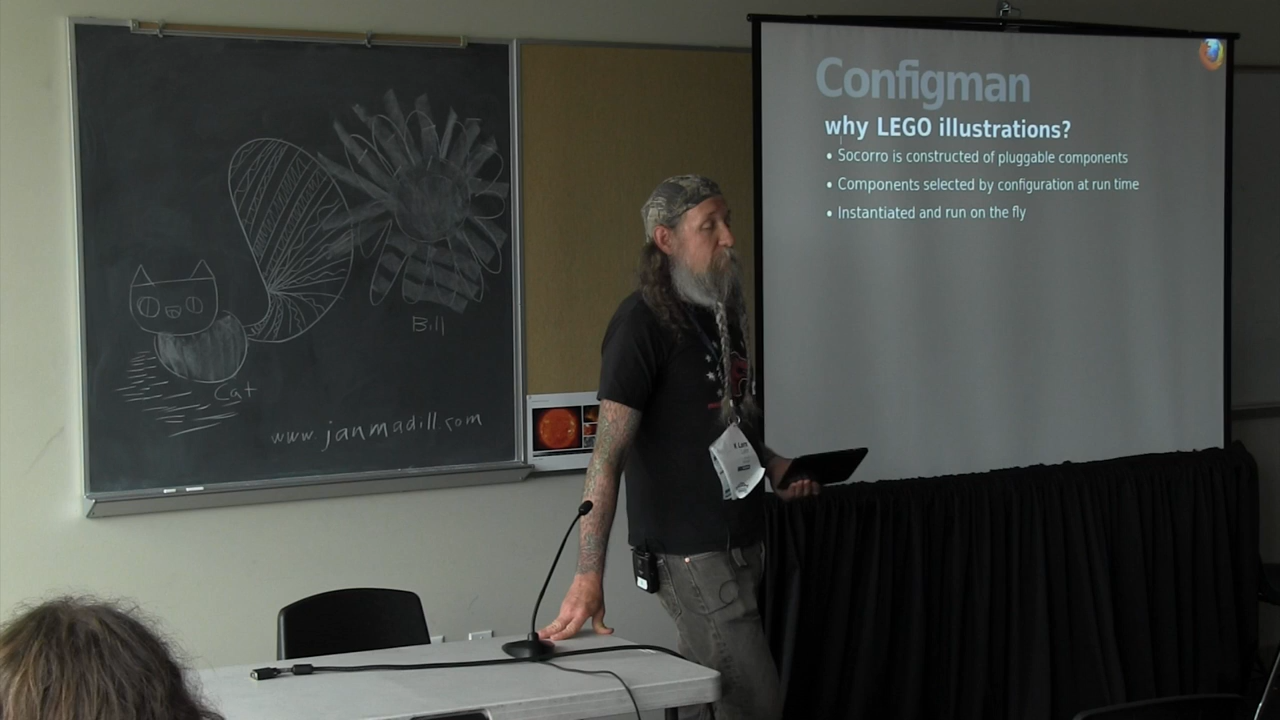 Bill
Cat
www.janmadill.com
Configman
why LEGO illustrations?
• Socorro is constructed of pluggable components
• Components selected by configuration at run time
• Instantiated and run on the fly